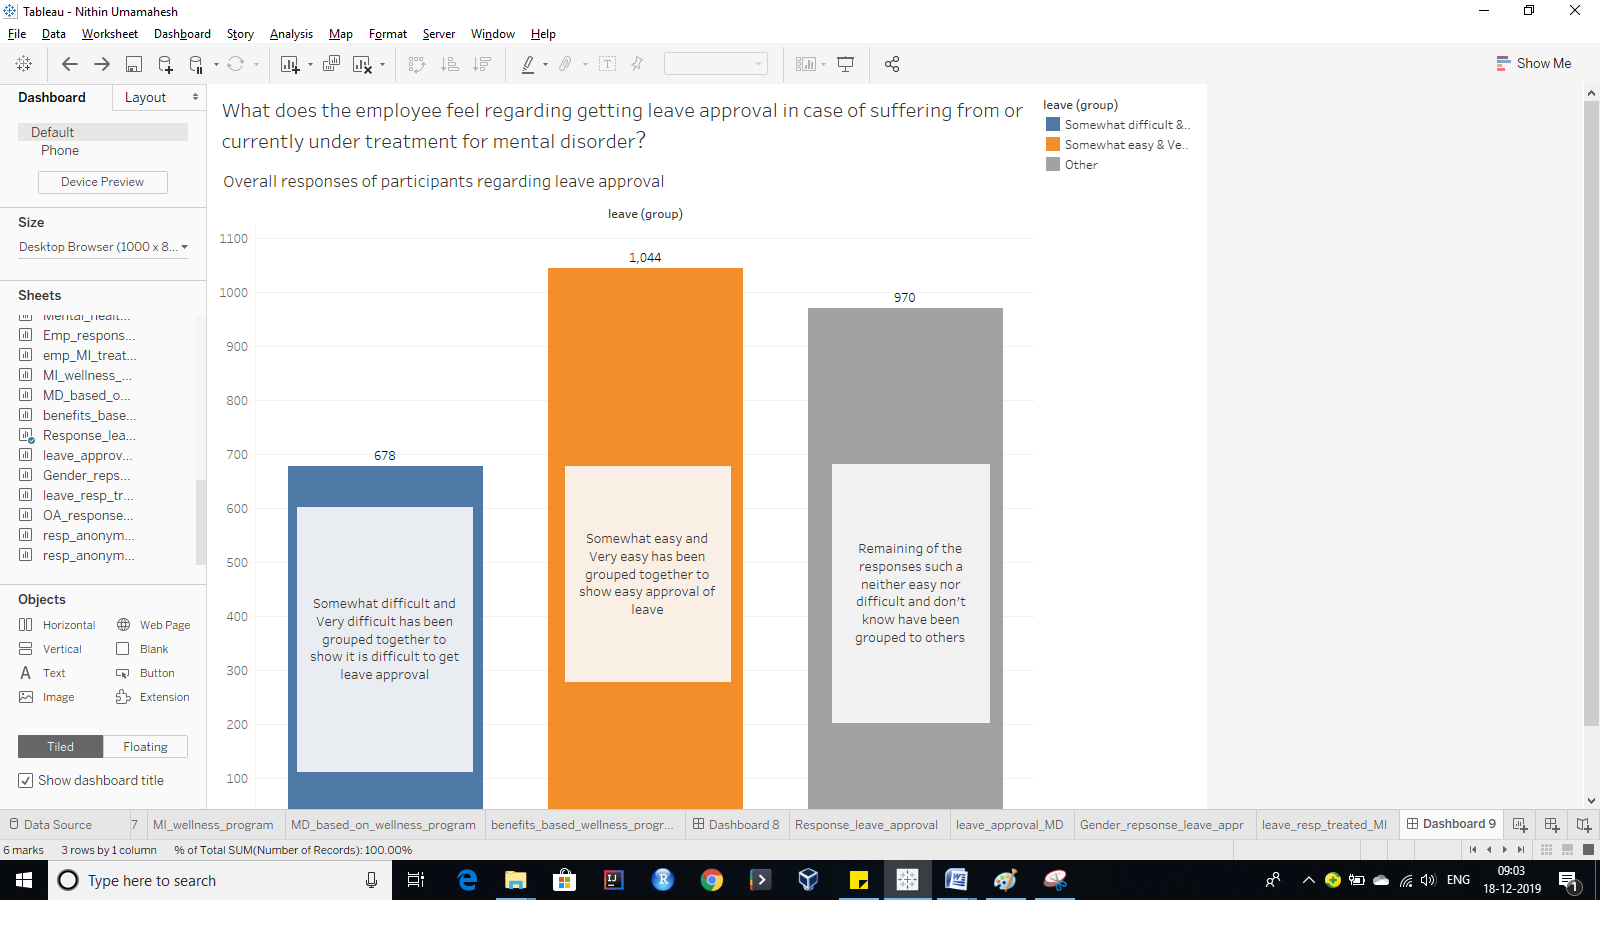 Tableau - Nithin Umamahesh
File Data Worksheet Dashboard Story Analysis Map Format Server Window Help
Show Me
Dashboard Layout
Default
Phone
Device Preview
Size
Desktop Browser (1000 x 8...
Sheets
Mental_healt...
Emp_respons...
emp_MI_treat...
MI_wellness_...
MD_based_o...
benefits_base...
Response_lea...
leave_approv...
Gender_reps...
leave_resp_tr...
OA_response...
resp_anonym...
resp_anonym...
Objects
Horizontal Web Page
Vertical Blank
Text Button
Image Extension
Tiled Floating
Show dashboard title
What does the employee feel regarding getting leave approval in case of suffering from or
currently under treatment for mental disorder?
Overall responses of participants regarding leave approval
leave (group)
1100
1000
900
800
700
600
500
400
300
200
100
678
1,044
970
Somewhat difficult and
Very difficult has been
grouped together to
show it is difficult to get
leave approval
Somewhat easy and
Very easy has been
grouped together to
show easy approval of
leave
Remaining of the
responses such a
neither easy nor
difficult and don't
know have been
grouped to others
leave (group)
Somewhat difficult &..
Somewhat easy & Ve..
Other
Data Source 7 MI_wellness_program MD_based_on_wellness_program benefits_based_wellness_progr... Dashboard 8 Response_leave_approval leave_approval_MD Gender_repsonse_leave_appr leave_resp_treated_MI Dashboard 9
6 marks 3 rows by 1 column % of Total SUM(Number of Records): 100.00%
Type here to search
ENG
09:03
18-12-2019
1